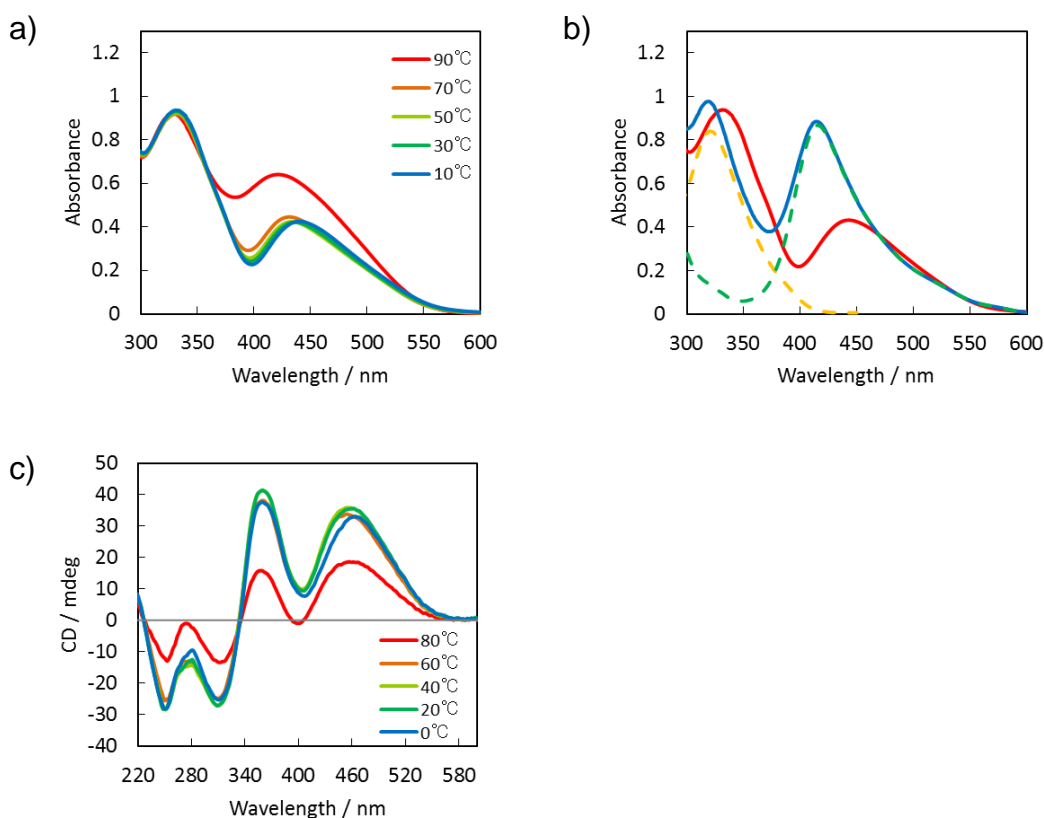 a)
1.2
1
0.8
0.6
0.4
0.2
0
Absorbance
90℃
70℃
50℃
30℃
10℃
300 350 400 450 500 550 600
Wavelength / nm
b)
1.2
1
0.8
0.6
0.4
0.2
0
Absorbance
300 350 400 450 500 550 600
Wavelength / nm
c)
50
40
30
20
10
0
-10
-20
-30
-40
CD / mdeg
80℃
60℃
40℃
20℃
0℃
220 280 340 400 460 520 580
Wavelength / nm